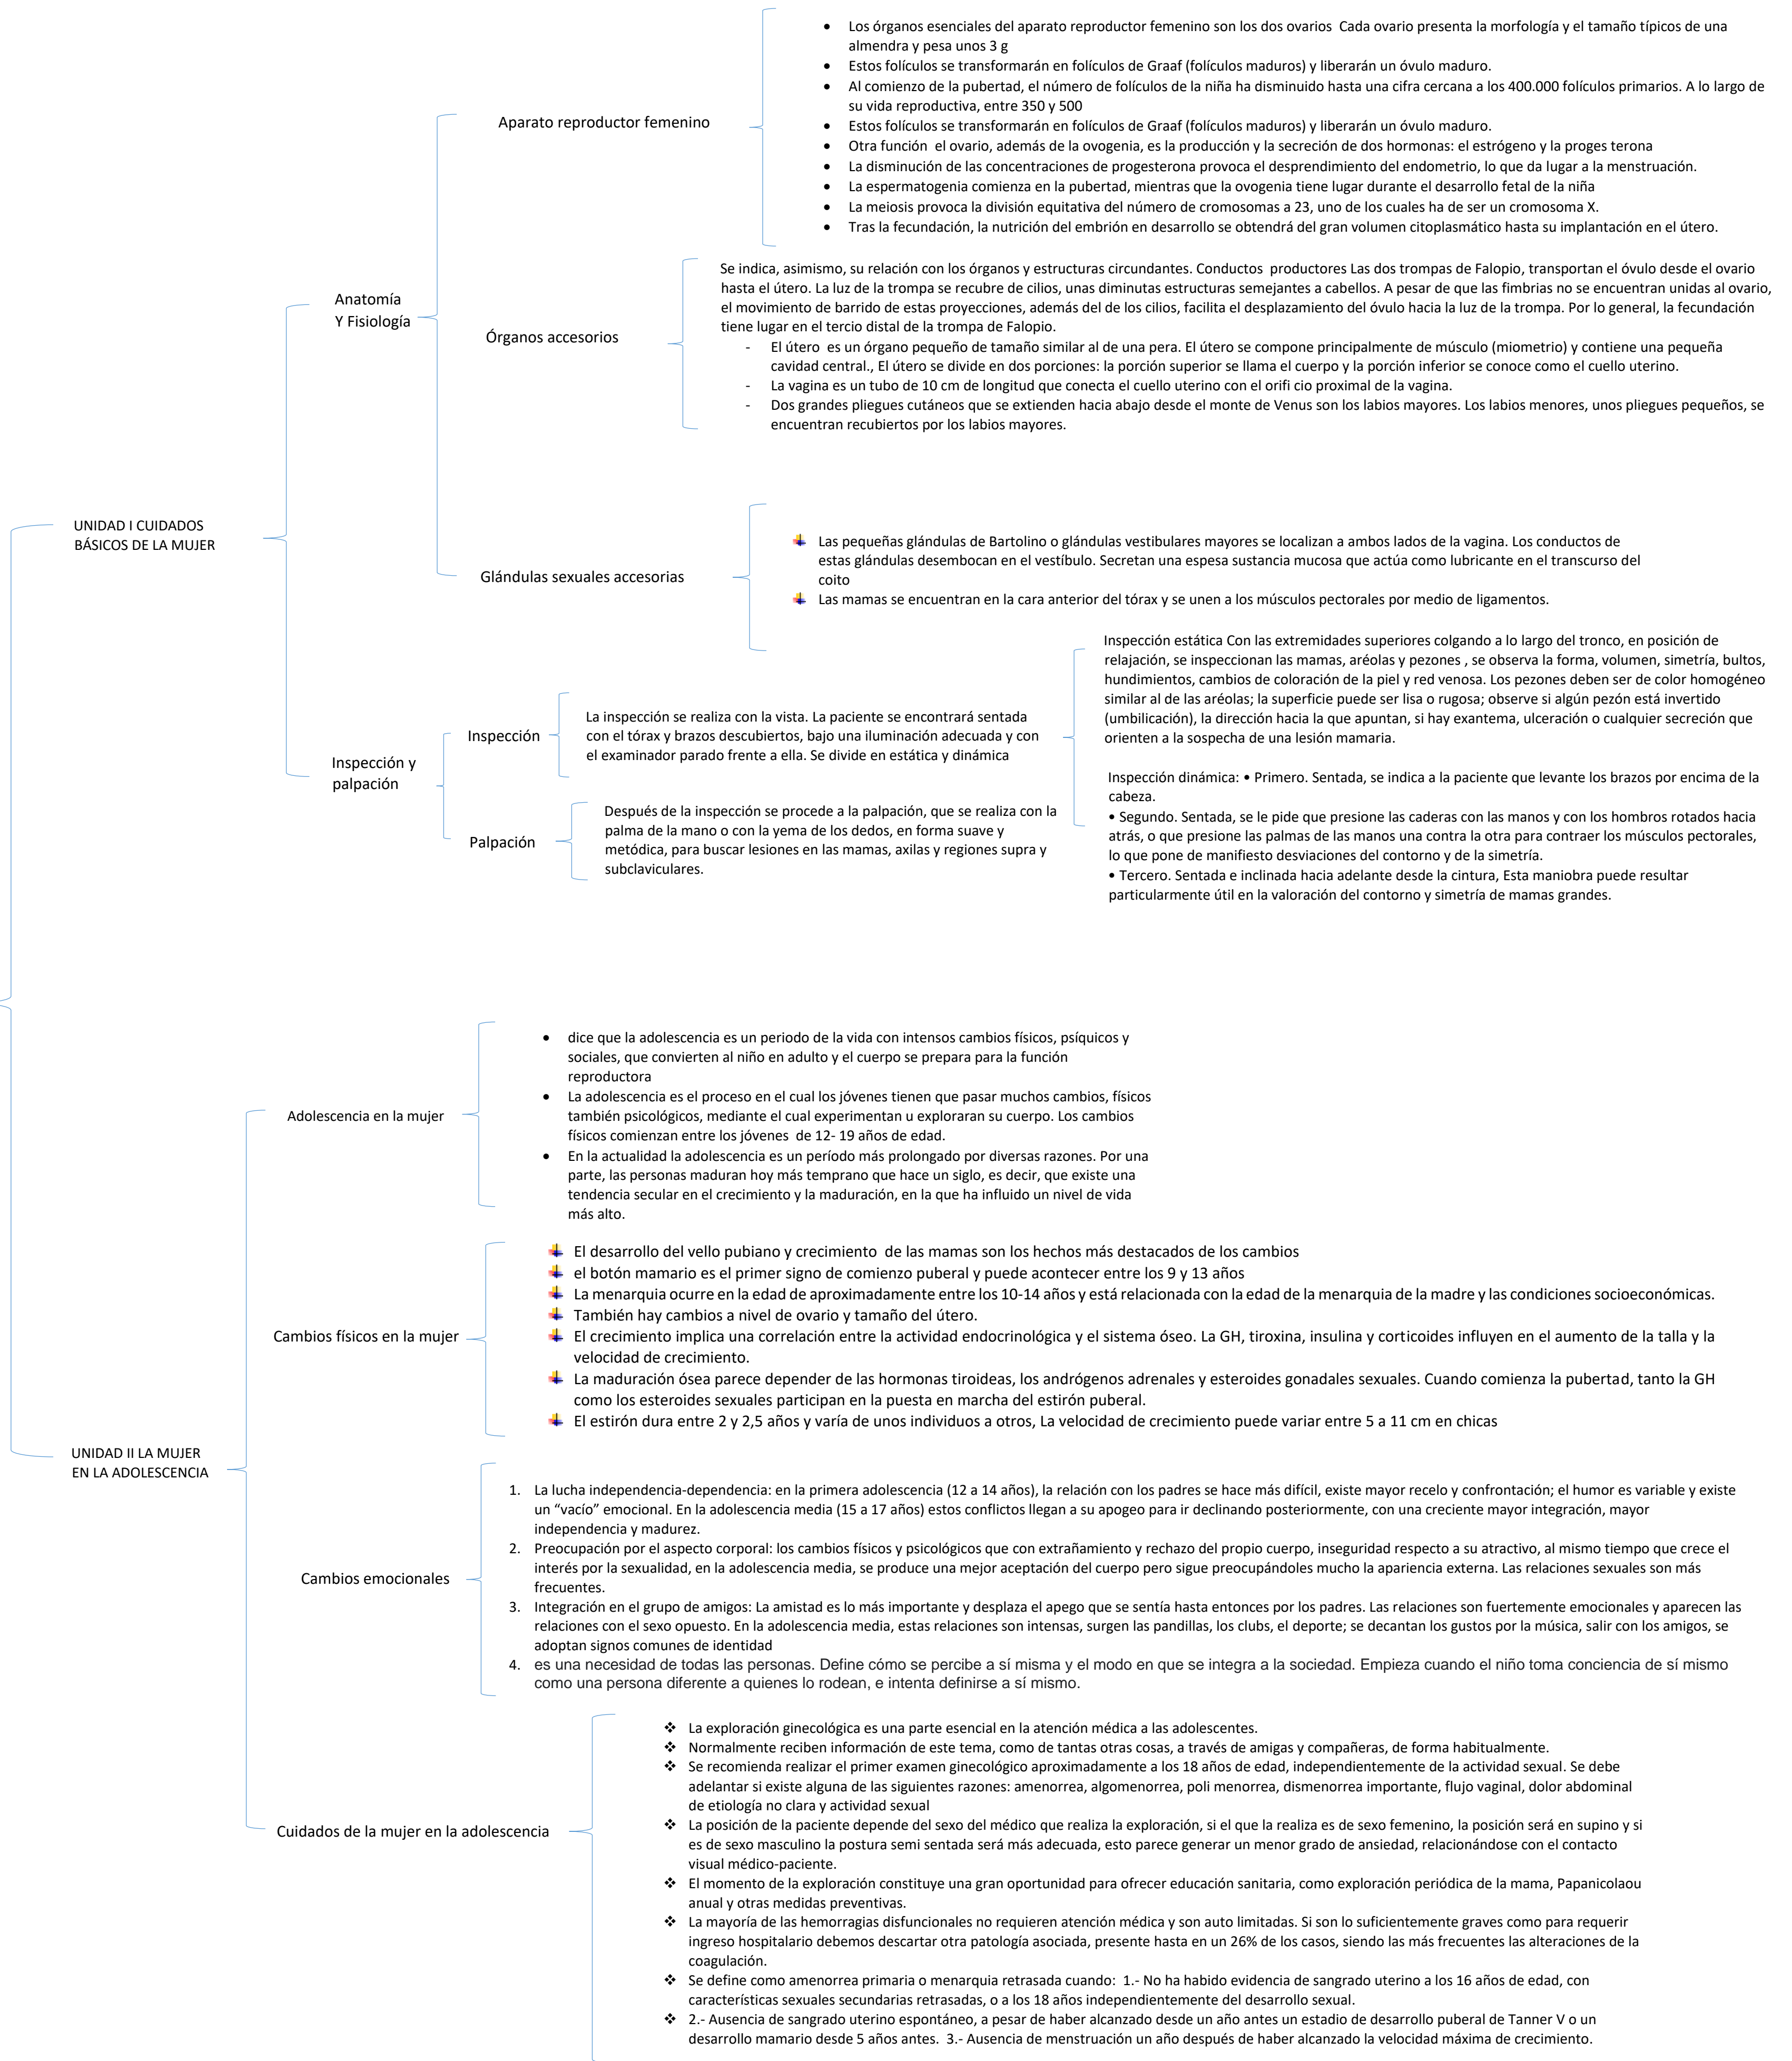 UNIDAD I CUIDADOS
BÁSICOS DE LA MUJER
Anatomía
Y Fisiología
Aparato reproductor femenino
• Los órganos esenciales del aparato reproductor femenino son los dos ovarios Cada ovario presenta la morfología y el tamaño típicos de una
almendra y pesa unos 3 g
• Estos folículos se transformarán en folículos de Graaf (folículos maduros) y liberarán un óvulo maduro.
• Al comienzo de la pubertad, el número de folículos de la niña ha disminuido hasta una cifra cercana a los 400.000 folículos primarios. A lo largo de
su vida reproductiva, entre 350 y 500
• Estos folículos se transformarán en folículos de Graaf (folículos maduros) y liberarán un óvulo maduro.
• Otra función el ovario, además de la ovogenia, es la producción y la secreción de dos hormonas: el estrógeno y la proges terona
• La disminución de las concentraciones de progesterona provoca el desprendimiento del endometrio, lo que da lugar a la menstruación.
• La espermatogenia comienza en la pubertad, mientras que la ovogenia tiene lugar durante el desarrollo fetal de la niña
• La meiosis provoca la división equitativa del número de cromosomas a 23, uno de los cuales ha de ser un cromosoma X.
• Tras la fecundación, la nutrición del embrión en desarrollo se obtendrá del gran volumen citoplasmático hasta su implantación en el útero.
Órganos accesorios
Se indica, asimismo, su relación con los órganos y estructuras circundantes. Conductos productores Las dos trompas de Falopio, transportan el óvulo desde el ovario
hasta el útero. La luz de la trompa se recubre de cilios, unas diminutas estructuras semejantes a cabellos. A pesar de que las fimbrias no se encuentran unidas al ovario,
el movimiento de barrido de estas proyecciones, además del de los cilios, facilita el desplazamiento del óvulo hacia la luz de la trompa. Por lo general, la fecundación
tiene lugar en el tercio distal de la trompa de Falopio.
- El útero es un órgano pequeño de tamaño similar al de una pera. El útero se compone principalmente de músculo (miometrio) y contiene una pequeña
cavidad central., El útero se divide en dos porciones: la porción superior se llama el cuerpo y la porción inferior se conoce como el cuello uterino.
- La vagina es un tubo de 10 cm de longitud que conecta el cuello uterino con el orifi cio proximal de la vagina.
- Dos grandes pliegues cutáneos que se extienden hacia abajo desde el monte de Venus son los labios mayores. Los labios menores, unos pliegues pequeños, se
encuentran recubiertos por los labios mayores.
Glándulas sexuales accesorias
Las pequeñas glándulas de Bartolino o glándulas vestibulares mayores se localizan a ambos lados de la vagina. Los conductos de
estas glándulas desembocan en el vestíbulo. Secretan una espesa sustancia mucosa que actúa como lubricante en el transcurso del
coito
Las mamas se encuentran en la cara anterior del tórax y se unen a los músculos pectorales por medio de ligamentos.
Inspección y
palpación
Inspección
La inspección se realiza con la vista. La paciente se encontrará sentada
con el tórax y brazos descubiertos, bajo una iluminación adecuada y con
el examinador parado frente a ella. Se divide en estática y dinámica
Inspección estática Con las extremidades superiores colgando a lo largo del tronco, en posición de
relajación, se inspeccionan las mamas, aréolas y pezones , se observa la forma, volumen, simetría, bultos,
hundimientos, cambios de coloración de la piel y red venosa. Los pezones deben ser de color homogéneo
similar al de las aréolas; la superficie puede ser lisa o rugosa; observe si algún pezón está invertido
(umbilicación), la dirección hacia la que apuntan, si hay exantema, ulceración o cualquier secreción que
orienten a la sospecha de una lesión mamaria.
Inspección dinámica: • Primero. Sentada, se indica a la paciente que levante los brazos por encima de la
cabeza.
• Segundo. Sentada, se le pide que presione las caderas con las manos y con los hombros rotados hacia
atrás, o que presione las palmas de las manos una contra la otra para contraer los músculos pectorales,
lo que pone de manifiesto desviaciones del contorno y de la simetría.
• Tercero. Sentada e inclinada hacia adelante desde la cintura, Esta maniobra puede resultar
particularmente útil en la valoración del contorno y simetría de mamas grandes.
Palpación
Después de la inspección se procede a la palpación, que se realiza con la
palma de la mano o con la yema de los dedos, en forma suave y
metódica, para buscar lesiones en las mamas, axilas y regiones supra y
subclaviculares.
UNIDAD II LA MUJER
EN LA ADOLESCENCIA
Adolescencia en la mujer
• dice que la adolescencia es un periodo de la vida con intensos cambios físicos, psíquicos y
sociales, que convierten al niño en adulto y el cuerpo se prepara para la función
reproductora
• La adolescencia es el proceso en el cual los jóvenes tienen que pasar muchos cambios, físicos
también psicológicos, mediante el cual experimentan u exploraran su cuerpo. Los cambios
físicos comienzan entre los jóvenes de 12- 19 años de edad.
• En la actualidad la adolescencia es un período más prolongado por diversas razones. Por una
parte, las personas maduran hoy más temprano que hace un siglo, es decir, que existe una
tendencia secular en el crecimiento y la maduración, en la que ha influido un nivel de vida
más alto.
Cambios físicos en la mujer
El desarrollo del vello pubiano y crecimiento de las mamas son los hechos más destacados de los cambios
el botón mamario es el primer signo de comienzo puberal y puede acontecer entre los 9 y 13 años
La menarquia ocurre en la edad de aproximadamente entre los 10-14 años y está relacionada con la edad de la menarquia de la madre y las condiciones socioeconómicas.
También hay cambios a nivel de ovario y tamaño del útero.
El crecimiento implica una correlación entre la actividad endocrinológica y el sistema óseo. La GH, tiroxina, insulina y corticoides influyen en el aumento de la talla y la
velocidad de crecimiento.
La maduración ósea parece depender de las hormonas tiroideas, los andrógenos adrenales y esteroides gonadales sexuales. Cuando comienza la pubertad, tanto la GH
como los esteroides sexuales participan en la puesta en marcha del estirón puberal.
El estirón dura entre 2 y 2,5 años y varía de unos individuos a otros, La velocidad de crecimiento puede variar entre 5 a 11 cm en chicas
Cambios emocionales
1. La lucha independencia-dependencia: en la primera adolescencia (12 a 14 años), la relación con los padres se hace más difícil, existe mayor recelo y confrontación; el humor es variable y existe
un “vacío” emocional. En la adolescencia media (15 a 17 años) estos conflictos llegan a su apogeo para ir declinando posteriormente, con una creciente mayor integración, mayor
independencia y madurez.
2. Preocupación por el aspecto corporal: los cambios físicos y psicológicos que con extrañamiento y rechazo del propio cuerpo, inseguridad respecto a su atractivo, al mismo tiempo que crece el
interés por la sexualidad, en la adolescencia media, se produce una mejor aceptación del cuerpo pero sigue preocupándoles mucho la apariencia externa. Las relaciones sexuales son más
frecuentes.
3. Integración en el grupo de amigos: La amistad es lo más importante y desplaza el apego que se sentía hasta entonces por los padres. Las relaciones son fuertemente emocionales y aparecen las
relaciones con el sexo opuesto. En la adolescencia media, estas relaciones son intensas, surgen las pandillas, los clubs, el deporte; se decantan los gustos por la música, salir con los amigos, se
adoptan signos comunes de identidad
4. es una necesidad de todas las personas. Define cómo se percibe a sí misma y el modo en que se integra a la sociedad. Empieza cuando el niño toma conciencia de sí mismo
como una persona diferente a quienes lo rodean, e intenta definirse a sí mismo.
Cuidados de la mujer en la adolescencia
❖ La exploración ginecológica es una parte esencial en la atención médica a las adolescentes.
❖ Normalmente reciben información de este tema, como de tantas otras cosas, a través de amigas y compañeras, de forma habitualmente.
❖ Se recomienda realizar el primer examen ginecológico aproximadamente a los 18 años de edad, independientemente de la actividad sexual. Se debe
adelantar si existe alguna de las siguientes razones: amenorrea, algomenorrea, poli menorrea, dismenorrea importante, flujo vaginal, dolor abdominal
de etiología no clara y actividad sexual
❖ La posición de la paciente depende del sexo del médico que realiza la exploración, si el que la realiza es de sexo femenino, la posición será en supino y si
es de sexo masculino la postura semi sentada será más adecuada, esto parece generar un menor grado de ansiedad, relacionándose con el contacto
visual médico-paciente.
❖ El momento de la exploración constituye una gran oportunidad para ofrecer educación sanitaria, como exploración periódica de la mama, Papanicolaou
anual y otras medidas preventivas.
❖ La mayoría de las hemorragias disfuncionales no requieren atención médica y son auto limitadas. Si son lo suficientemente graves como para requerir
ingreso hospitalario debemos descartar otra patología asociada, presente hasta en un 26% de los casos, siendo las más frecuentes las alteraciones de la
coagulación.
❖ Se define como amenorrea primaria o menarquia retrasada cuando: 1.- No ha habido evidencia de sangrado uterino a los 16 años de edad, con
características sexuales secundarias retrasadas, o a los 18 años independientemente del desarrollo sexual.
❖ 2.- Ausencia de sangrado uterino espontáneo, a pesar de haber alcanzado desde un año antes un estadio de desarrollo puberal de Tanner V o un
desarrollo mamario desde 5 años antes. 3.- Ausencia de menstruación un año después de haber alcanzado la velocidad máxima de crecimiento.